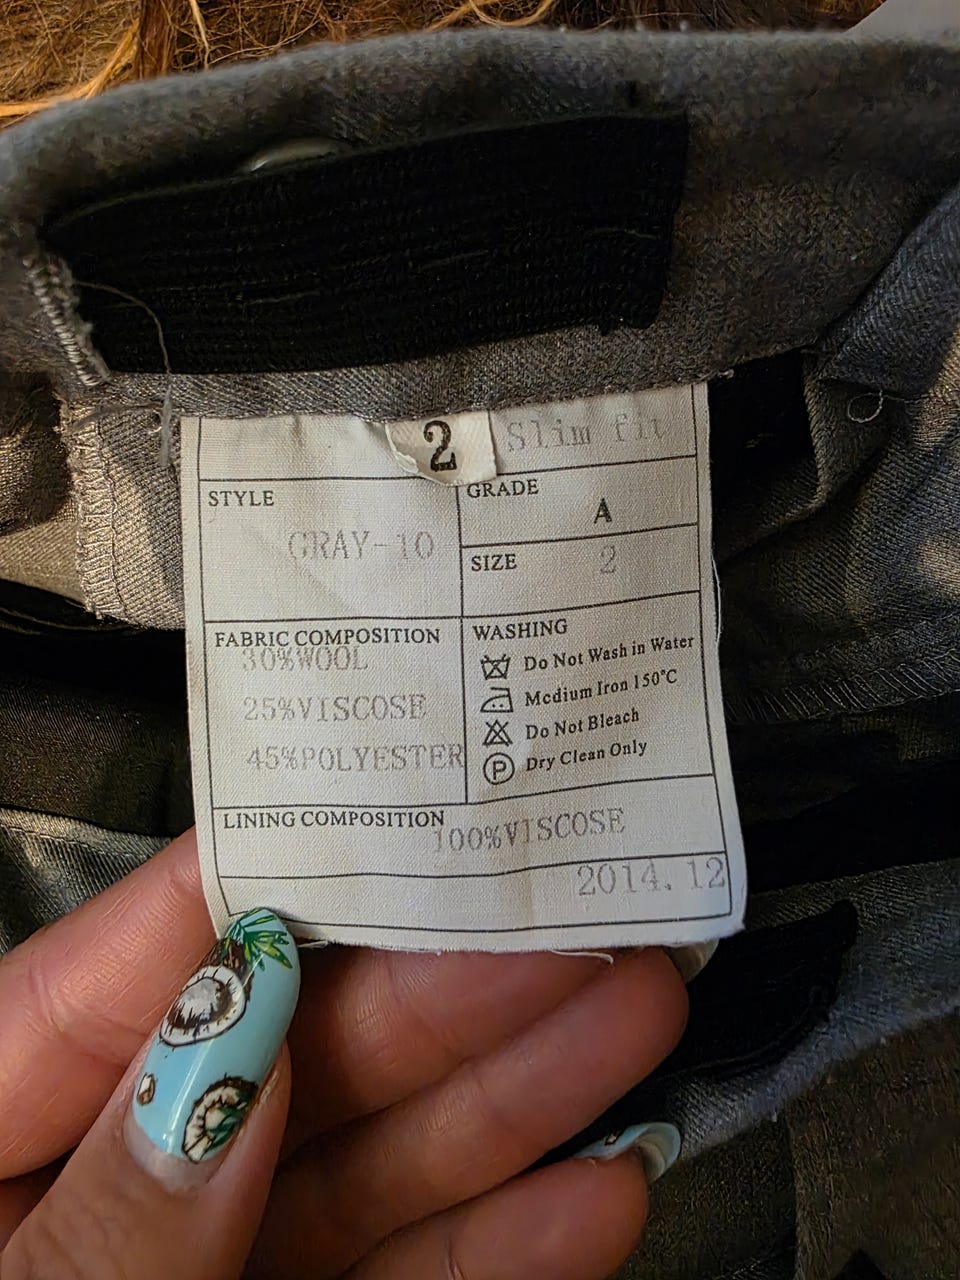 2
Slim fit
STYLE
GRAY-10
GRADE
A
SIZE
2
FABRIC COMPOSITION
30%WOOL
25%VISCOSE
45%POLYESTER
WASHING
Do Not Wash in Water
Medium Iron 150°C
Do Not Bleach
P Dry Clean Only
LINING COMPOSITION
100%VISCOSE
2014.12